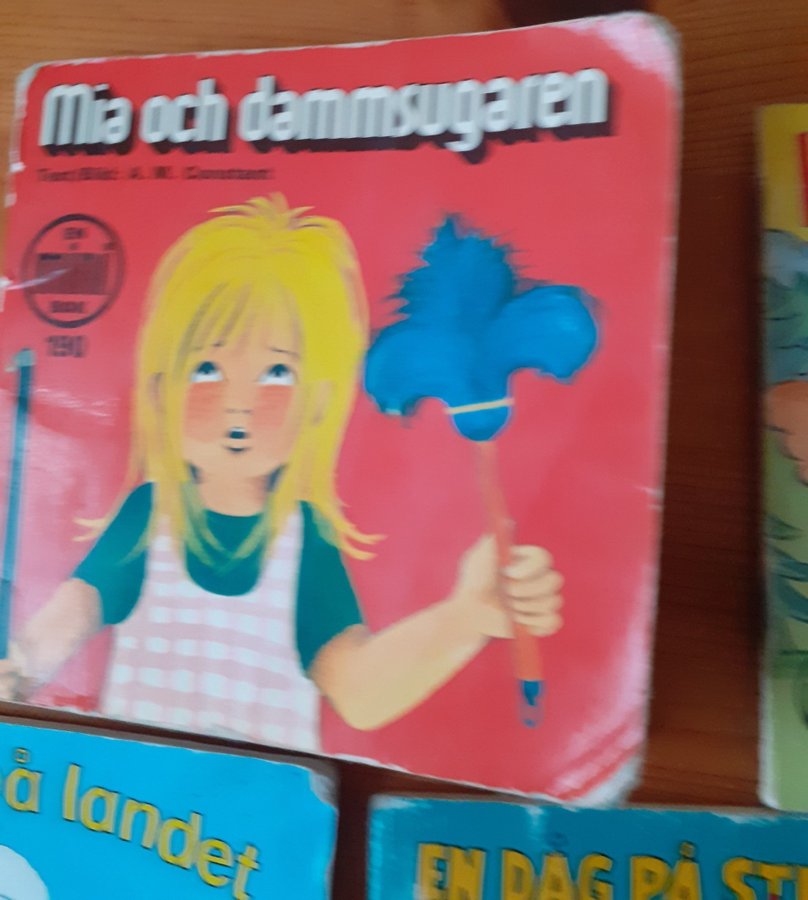 Mia och dammsugaren
Text/Bild: A. M. Constant
EN
BOK
190
å landet
EN DAG PÅ ST